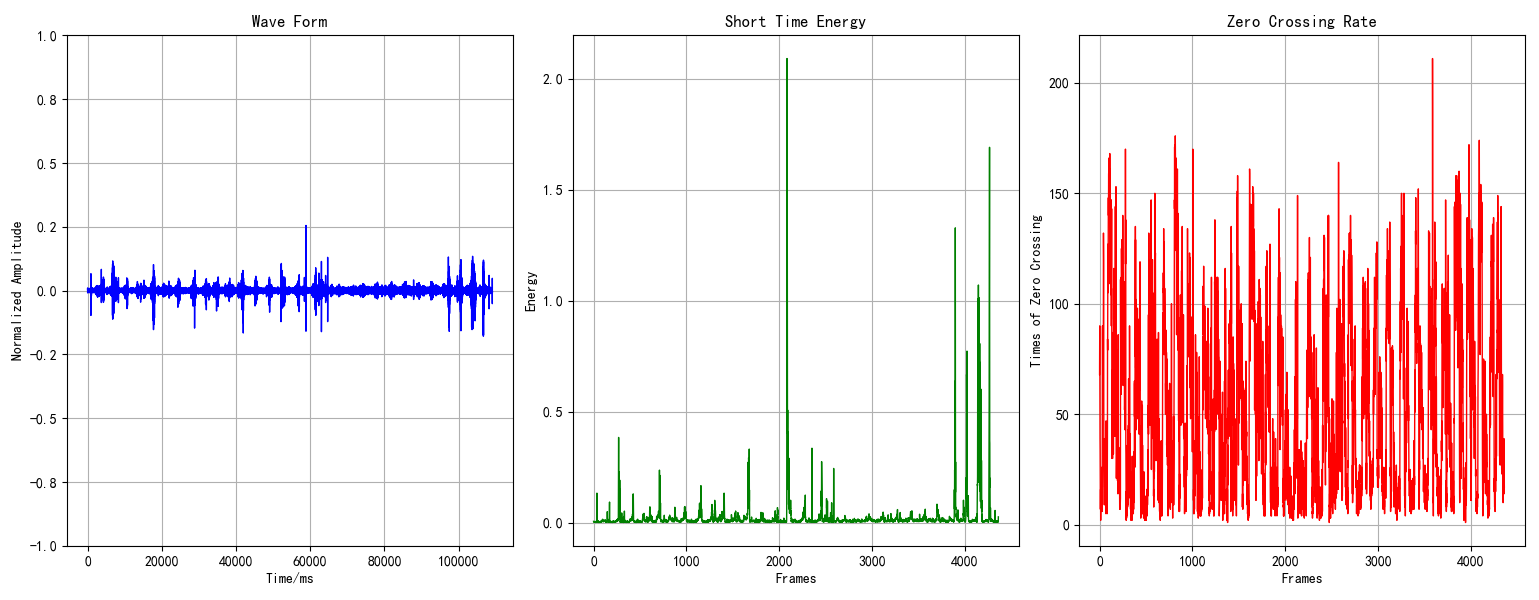 Wave Form
1.0
0.8
0.5
0.2
0.0
-0.2
-0.5
-0.8
-1.0
Normalized Amplitude
0 20000 40000 60000 80000 100000
Time/ms
Short Time Energy
2.0
1.5
1.0
0.5
0.0
Energy
0 1000 2000 3000 4000
Frames
Zero Crossing Rate
200
150
100
50
0
Times of Zero Crossing
0 1000 2000 3000 4000
Frames